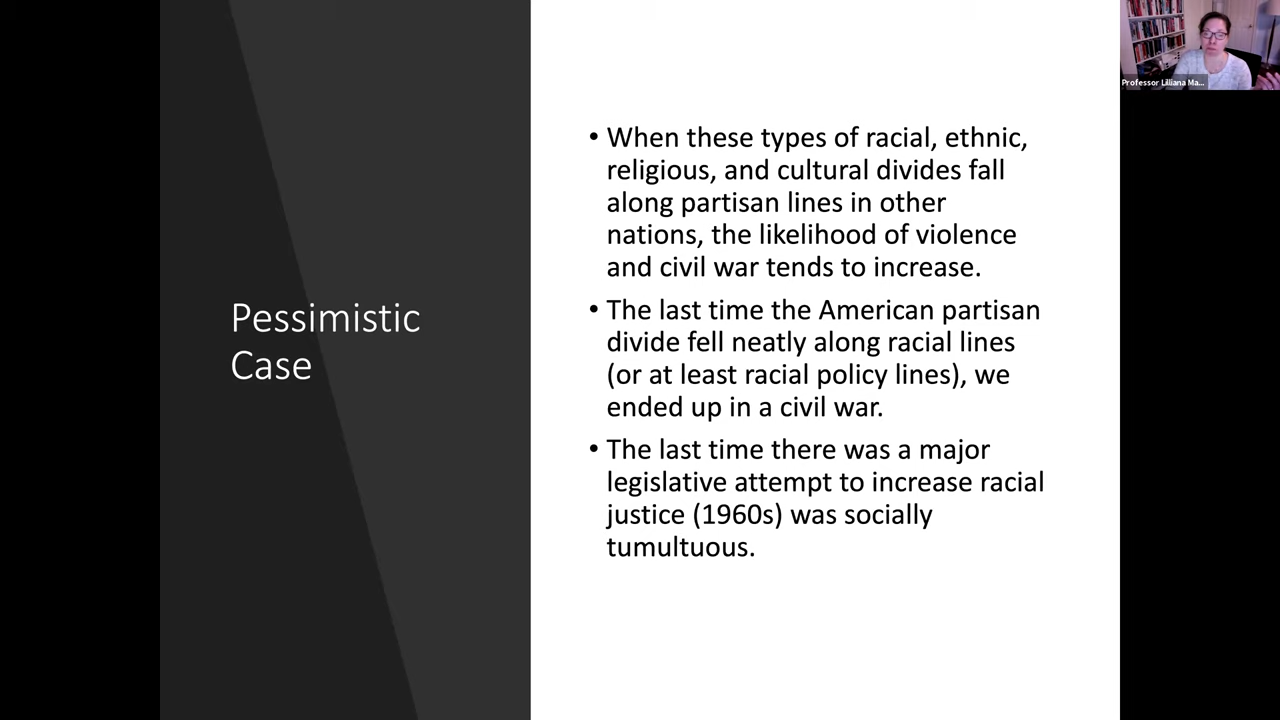 Pessimistic
Case
• When these types of racial, ethnic,
religious, and cultural divides fall
along partisan lines in other
nations, the likelihood of violence
and civil war tends to increase.
• The last time the American partisan
divide fell neatly along racial lines
(or at least racial policy lines), we
ended up in a civil war.
• The last time there was a major
legislative attempt to increase racial
justice (1960s) was socially
tumultuous.
Professor Lilliana Ma...